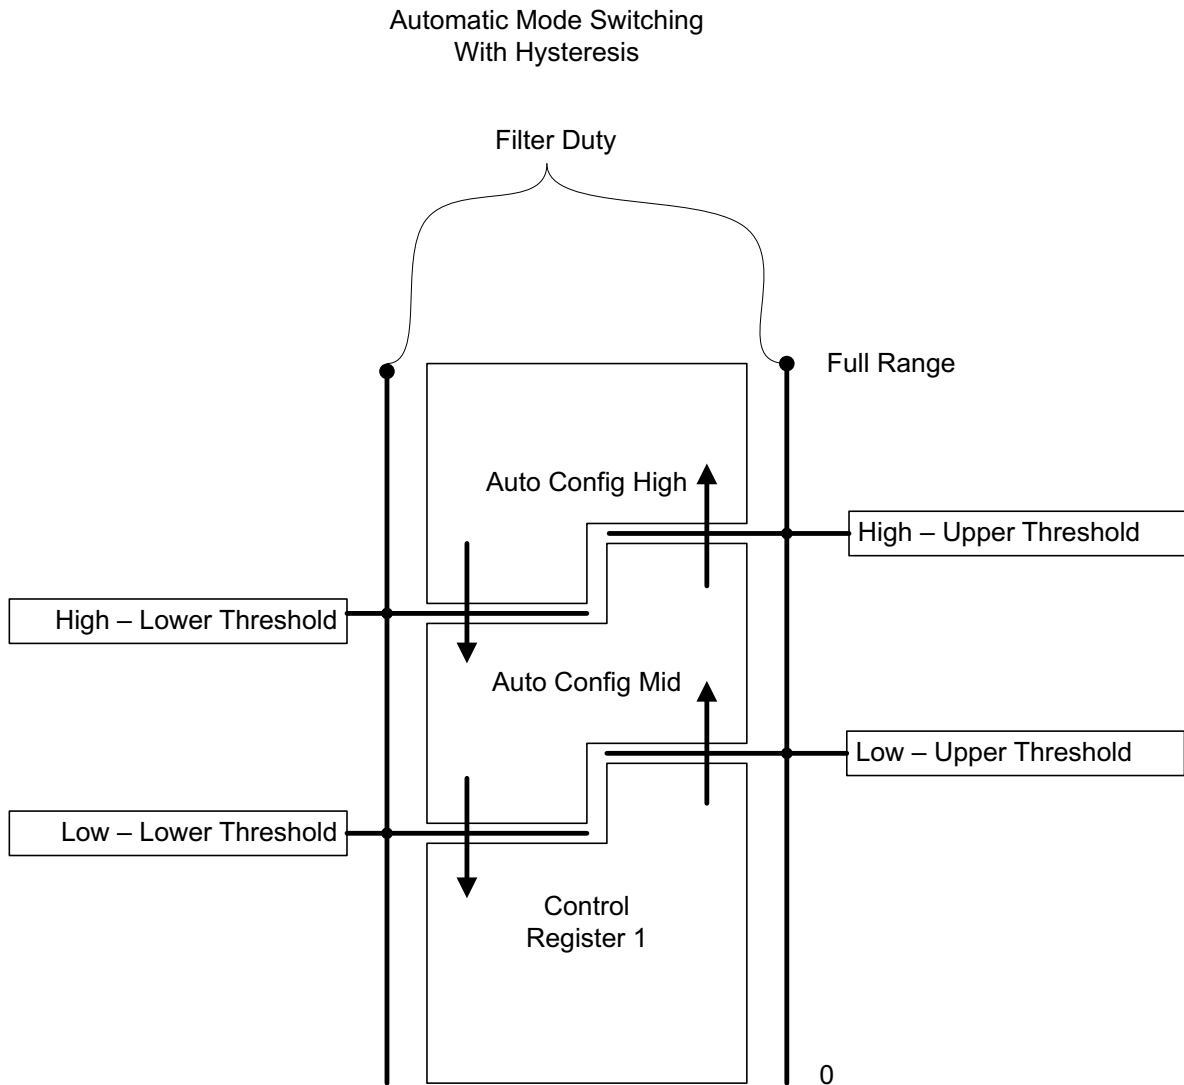 Automatic Mode Switching
With Hysteresis
Filter Duty
Full Range
Auto Config High
High – Upper Threshold
High – Lower Threshold
Auto Config Mid
Low – Upper Threshold
Low – Lower Threshold
Control
Register 1
0